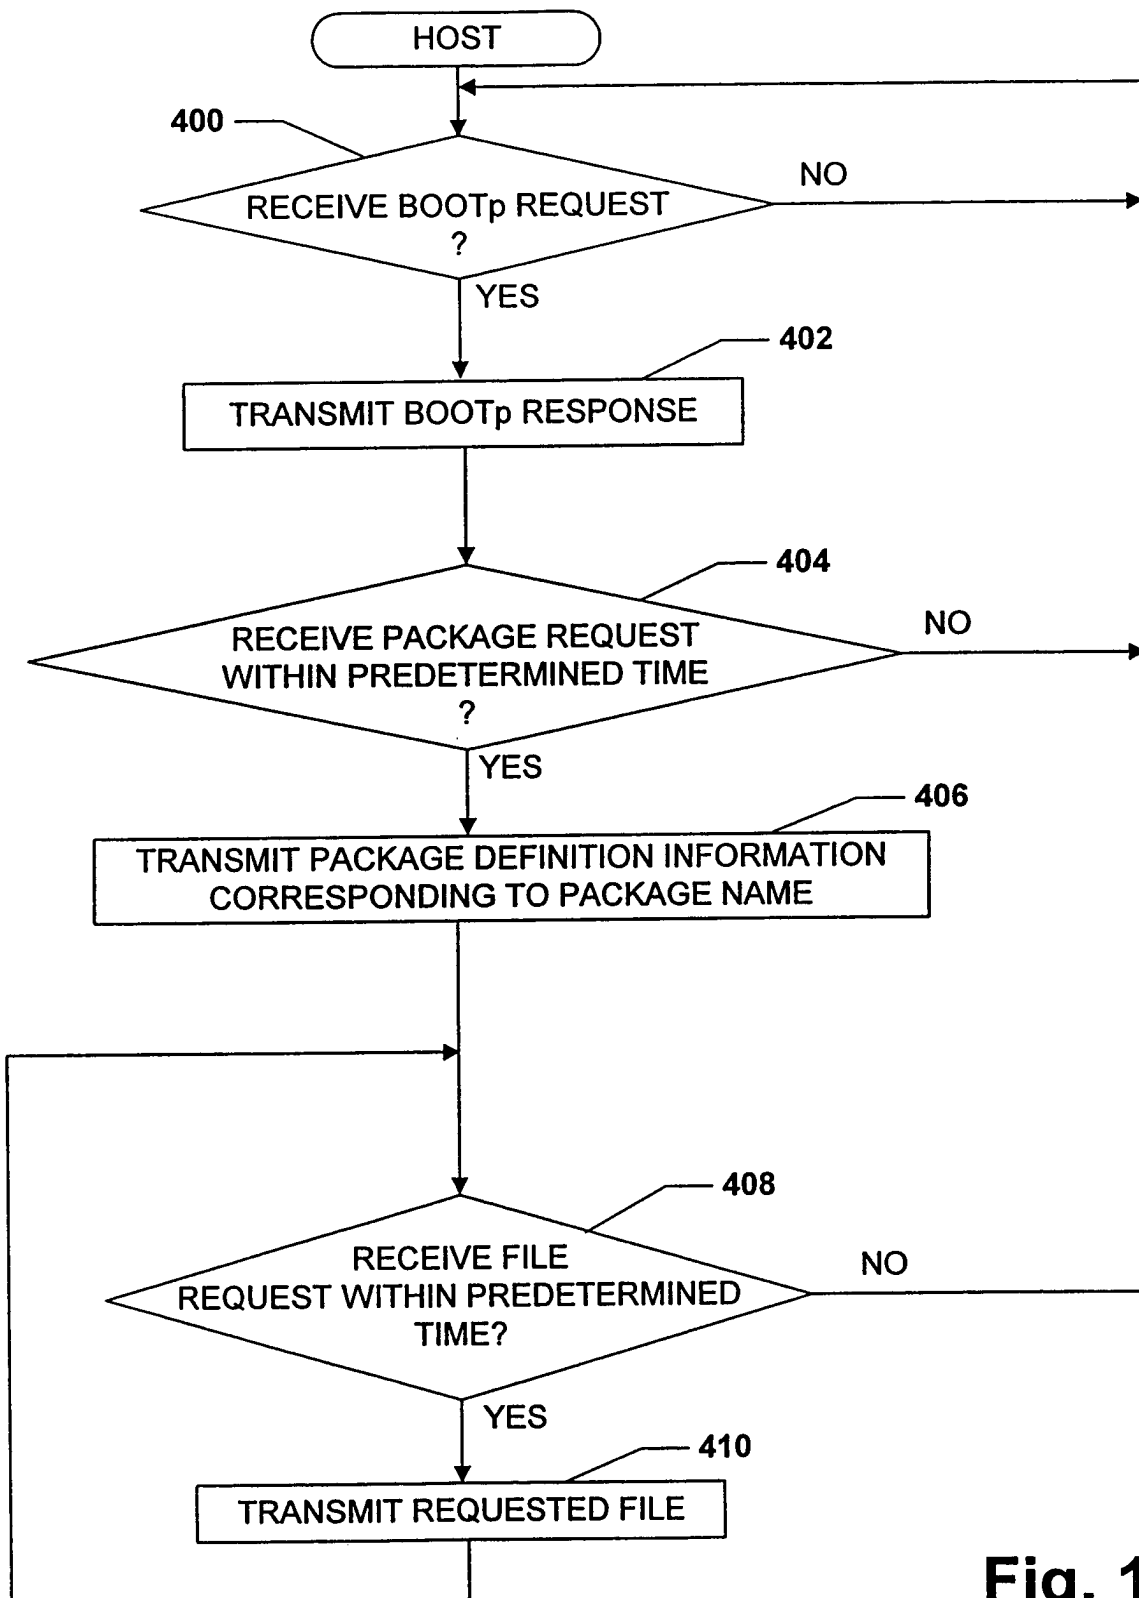 HOST
400
RECEIVE BOOTp REQUEST
?
NO
YES
402
TRANSMIT BOOTp RESPONSE
404
RECEIVE PACKAGE REQUEST
WITHIN PREDETERMINED TIME
?
NO
YES
406
TRANSMIT PACKAGE DEFINITION INFORMATION
CORRESPONDING TO PACKAGE NAME
408
RECEIVE FILE
REQUEST WITHIN PREDETERMINED
TIME?
NO
YES
410
TRANSMIT REQUESTED FILE
Fig. 1